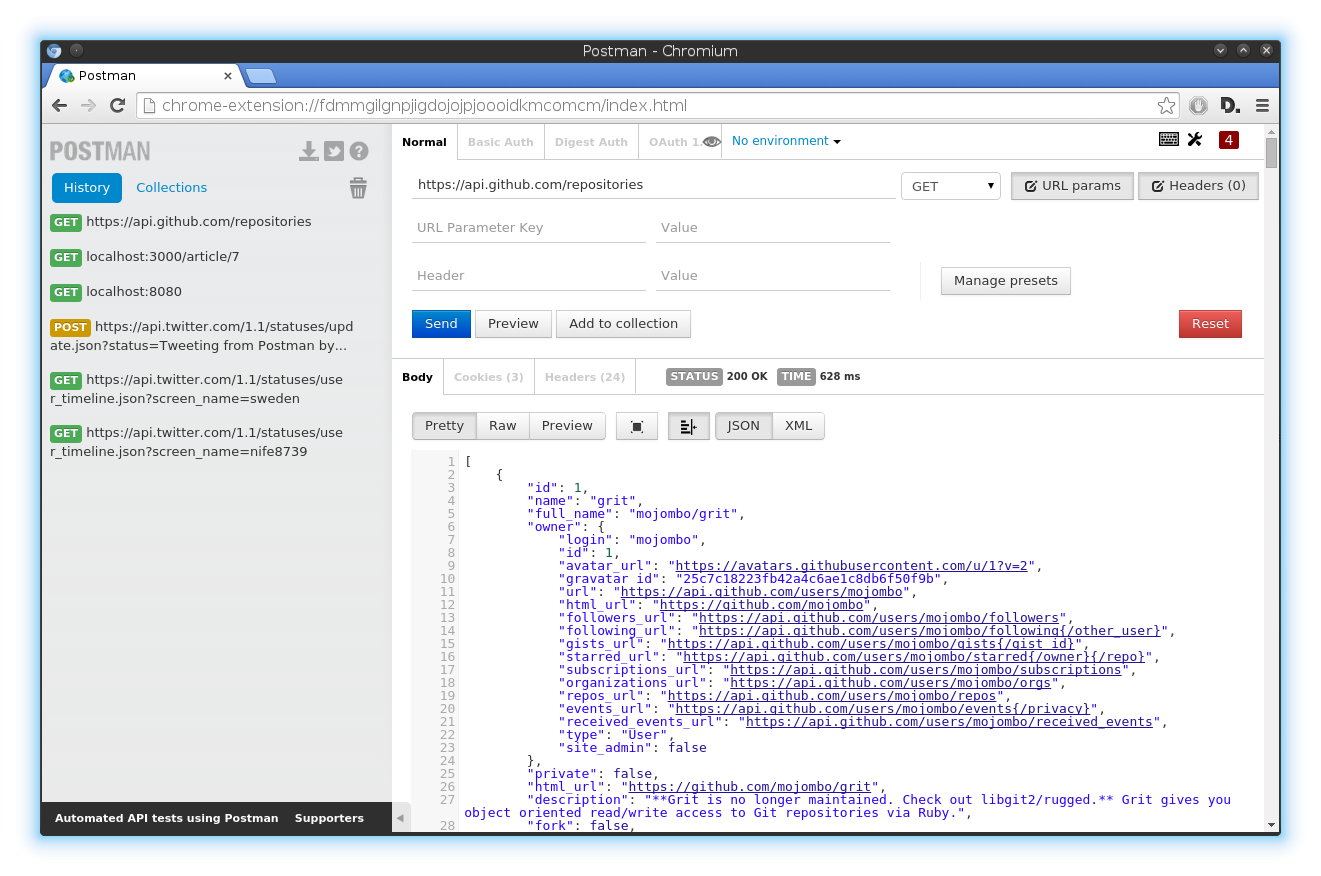 Postman - Chromium
Postman
chrome-extension://fdmmgilgnpjigdojojpjoooidkmcomcm/index.html
D.
POSTMAN
History
Collections
GET https://api.github.com/repositories
GET localhost:3000/article/7
GET localhost:8080
POST https://api.twitter.com/1.1/statuses/upd
ate.json?status=Tweeting from Postman by...
GET https://api.twitter.com/1.1/statuses/use
r_timeline.json?screen_name=sweden
GET https://api.twitter.com/1.1/statuses/use
r_timeline.json?screen_name=nife8739
Automated API tests using Postman Supporters
Normal Basic Auth Digest Auth OAuth 1. No environment 4
https://api.github.com/repositories GET URL params Headers (0)
URL Parameter Key Value
Header Value Manage presets
Send Preview Add to collection Reset
Body Cookies (3) Headers (24) STATUS 200 OK TIME 628 ms
Pretty Raw Preview JSON XML
1 [
2 {
3 "id": 1,
4 "name": "grit",
5 "full_name": "mojombo/grit",
6 "owner": {
7 "login": "mojombo",
8 "id": 1,
9 "avatar_url": "https://avatars.githubusercontent.com/u/1?v=2",
10 "gravatar_id": "25c7c18223fb42a4c6ae1c8db6f50f9b",
11 "url": "https://api.github.com/users/mojombo",
12 "html_url": "https://github.com/mojombo",
13 "followers_url": "https://api.github.com/users/mojombo/followers",
14 "following_url": "https://api.github.com/users/mojombo/following{/other_user}",
15 "gists_url": "https://api.github.com/users/mojombo/gists{/gist_id}",
16 "starred_url": "https://api.github.com/users/mojombo/starred{/owner}{/repo}",
17 "subscriptions_url": "https://api.github.com/users/mojombo/subscriptions",
18 "organizations_url": "https://api.github.com/users/mojombo/orgs",
19 "repos_url": "https://api.github.com/users/mojombo/repos",
20 "events_url": "https://api.github.com/users/mojombo/events{/privacy}",
21 "received_events_url": "https://api.github.com/users/mojombo/received_events",
22 "type": "User",
23 "site_admin": false
24 },
25 "private": false,
26 "html_url": "https://github.com/mojombo/grit",
27 "description": "**Grit is no longer maintained. Check out libgit2/rugged.** Grit gives you
object oriented read/write access to Git repositories via Ruby.",
28 "fork": false,